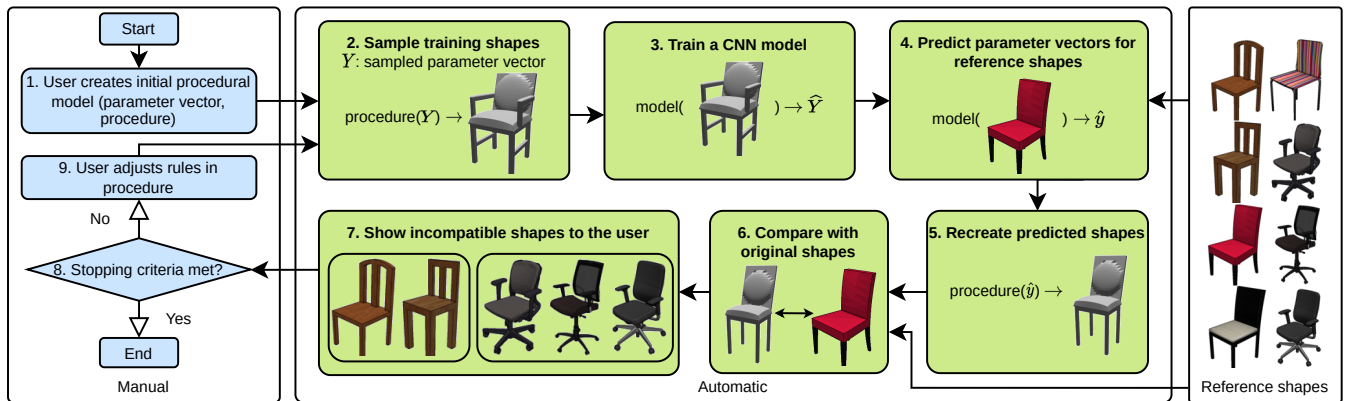 Start
1. User creates initial procedural
model (parameter vector,
procedure)
9. User adjusts rules in
procedure
No
8. Stopping criteria met?
Yes
End
Manual
2. Sample training shapes
Y: sampled parameter vector
procedure(Y) →
3. Train a CNN model
model( ) → Ŷ
4. Predict parameter vectors for
reference shapes
model( ) → ŷ
5. Recreate predicted shapes
procedure(ŷ) →
6. Compare with
original shapes
7. Show incompatible shapes to the user
Automatic
Reference shapes